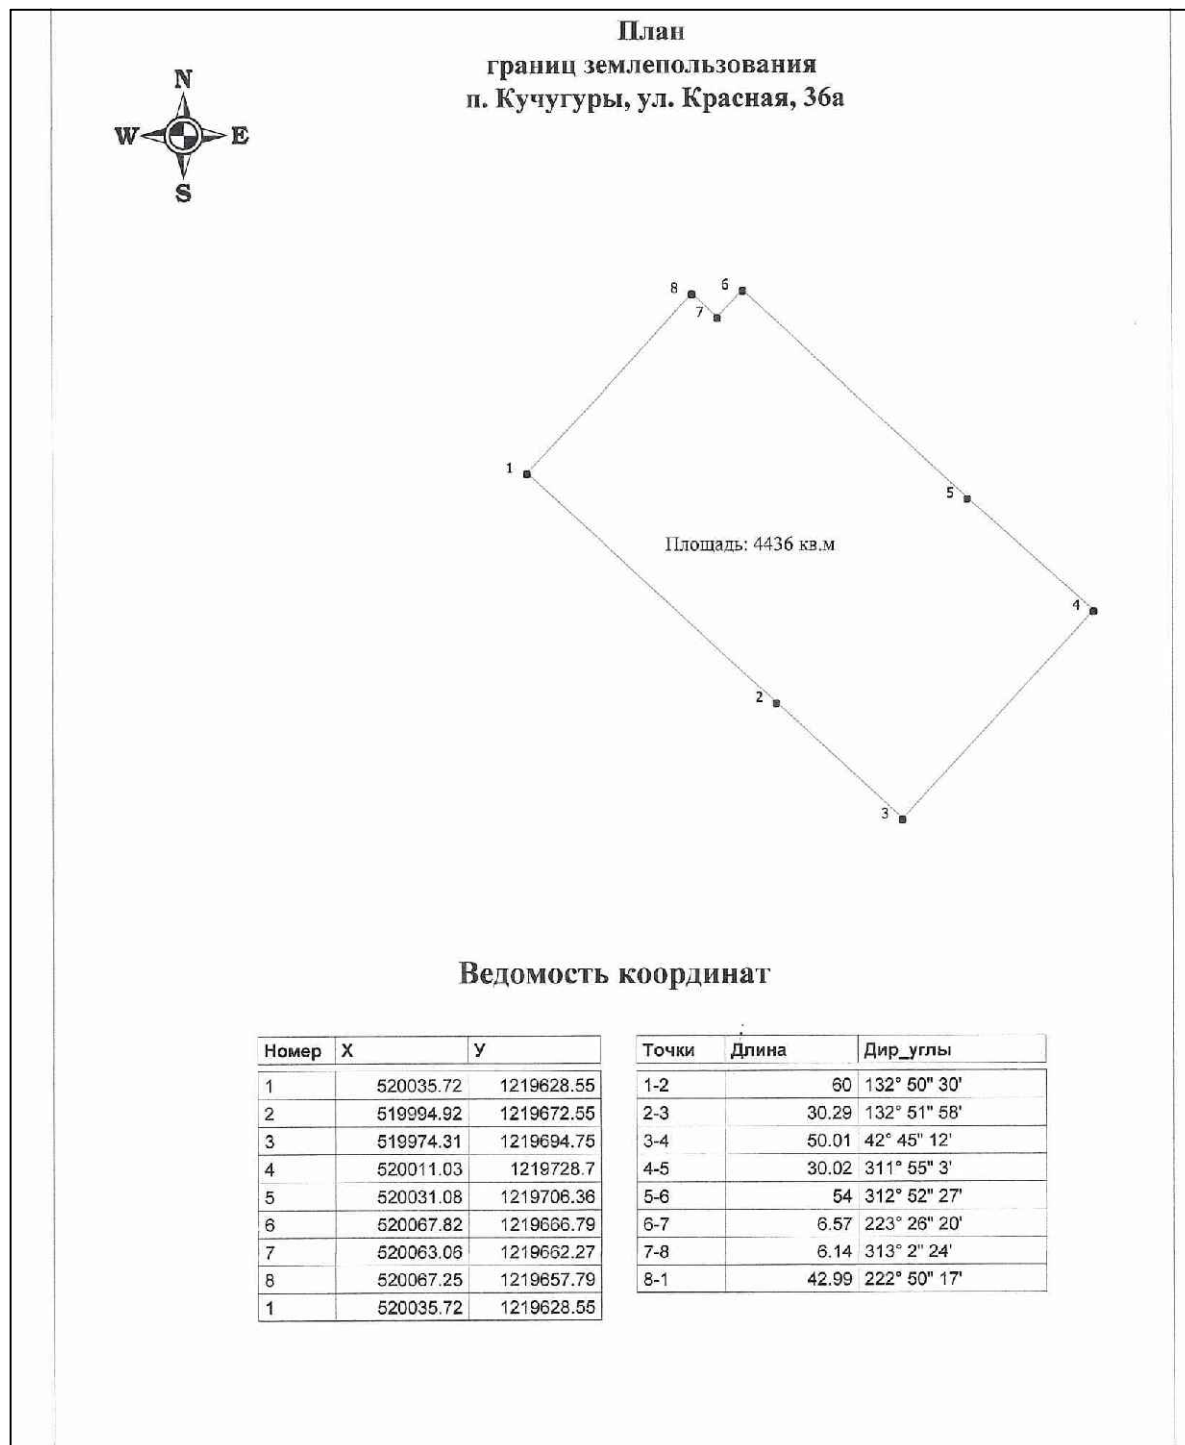 План
границ землепользования
п. Кучугуры, ул. Красная, 36а
N
W E
S
8
6
7
1
5
Площадь: 4436 кв.м
4
2
3
Ведомость координат
Номер X У
1 520035.72 1219628.55
2 519994.92 1219672.55
3 519974.31 1219694.75
4 520011.03 1219728.7
5 520031.08 1219706.36
6 520067.82 1219666.79
7 520063.06 1219662.27
8 520067.25 1219657.79
1 520035.72 1219628.55
Точки Длина Дир_углы
1-2 60 132° 50" 30'
2-3 30.29 132° 51" 58'
3-4 50.01 42° 45" 12'
4-5 30.02 311° 55" 3'
5-6 54 312° 52" 27'
6-7 6.57 223° 26" 20'
7-8 6.14 313° 2" 24'
8-1 42.99 222° 50" 17'